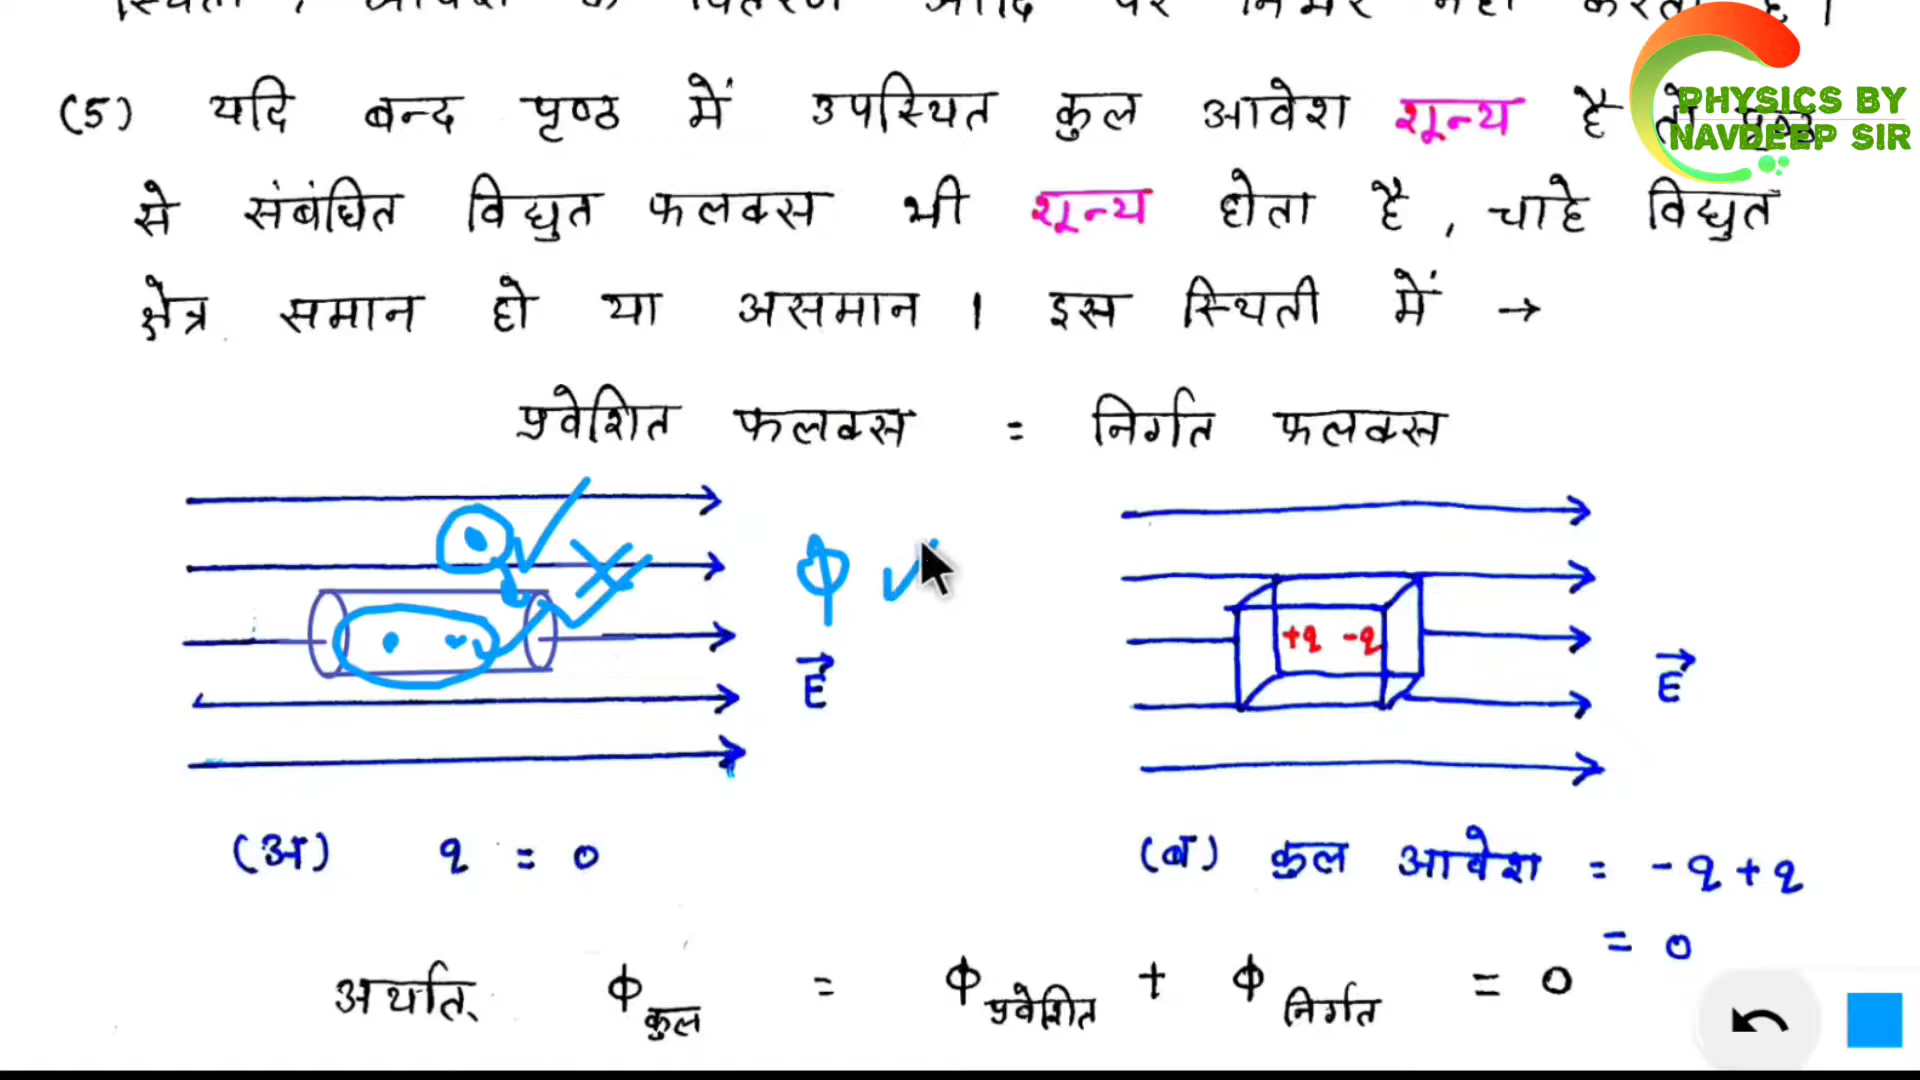 (5) यदि बन्द पृष्ठ में उपस्थित कुल आवेश शून्य है तो पृष्ठ
PHYSICS BY
NAVDEEP SIR
से संबंधित विद्युत फलक्स भी शून्य होता है, चाहे विद्युत
क्षेत्र समान हो या असमान । इस स्थिती में →
प्रवेशित फलक्स = निर्गत फलक्स
ϕ
+q -q
E E
(अ) q = 0 (ब) कुल आवेश = -q+q
= 0
अर्थात् ϕकुल = ϕप्रवेशित + ϕनिर्गत = 0